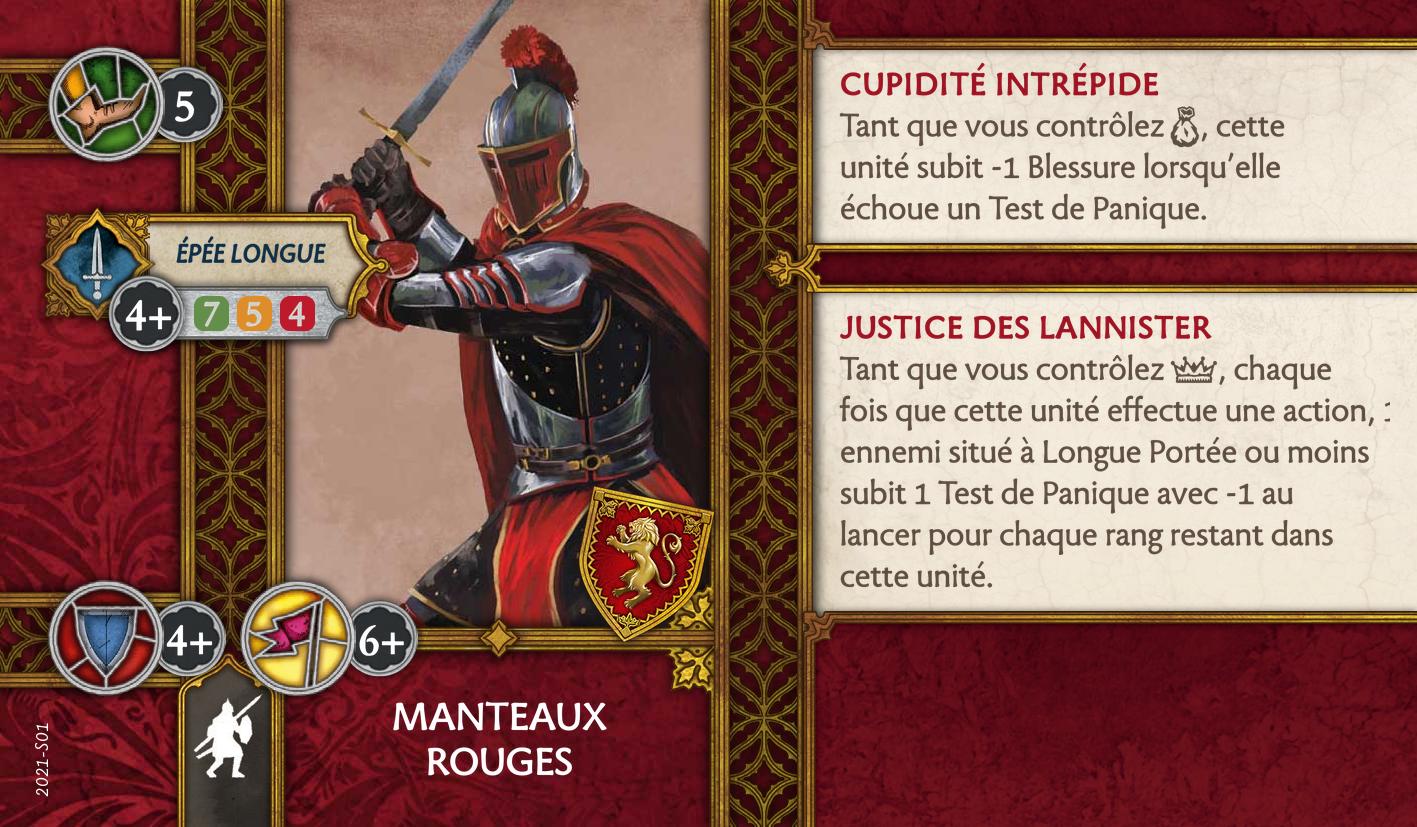 5
ÉPÉE LONGUE
4+ 7 5 4
4+ 6+
MANTEAUX
ROUGES
2021-S01
CUPIDITÉ INTRÉPIDE
Tant que vous contrôlez , cette
unité subit -1 Blessure lorsqu’elle
échoue un Test de Panique.
JUSTICE DES LANNISTER
Tant que vous contrôlez , chaque
fois que cette unité effectue une action, 1
ennemi situé à Longue Portée ou moins
subit 1 Test de Panique avec -1 au
lancer pour chaque rang restant dans
cette unité.